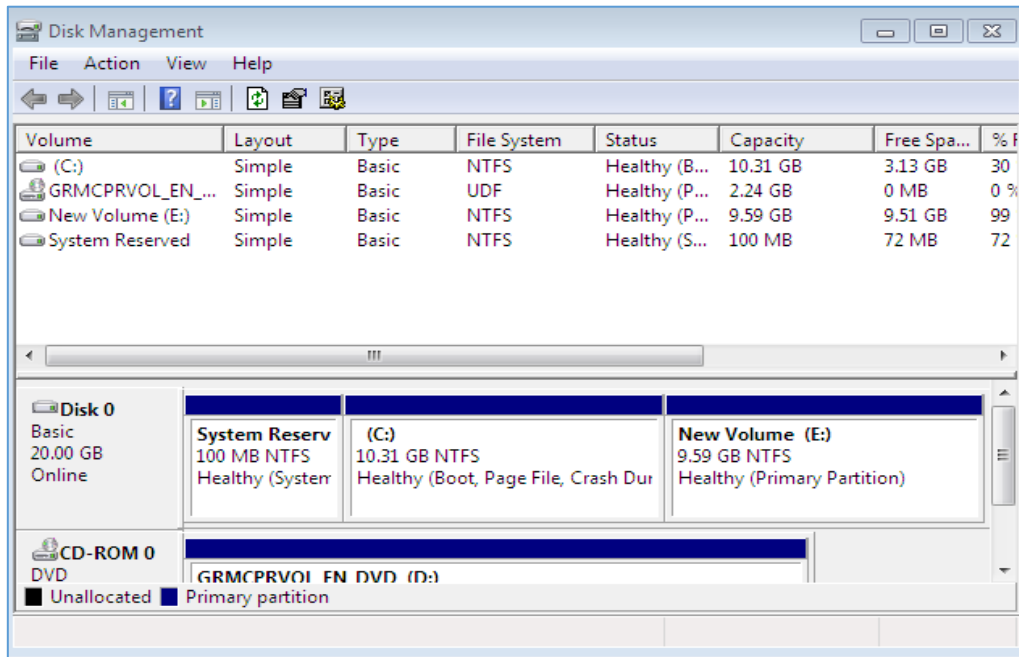 Disk Management
File Action View Help
Volume Layout Type File System Status Capacity Free Spa... % F
(C:) Simple Basic NTFS Healthy (B... 10.31 GB 3.13 GB 30
GRMCPRVOL_EN_... Simple Basic UDF Healthy (P... 2.24 GB 0 MB 0 %
New Volume (E:) Simple Basic NTFS Healthy (P... 9.59 GB 9.51 GB 99
System Reserved Simple Basic NTFS Healthy (S... 100 MB 72 MB 72
Disk 0
Basic
20.00 GB
Online
System Reserv
100 MB NTFS
Healthy (System
(C:)
10.31 GB NTFS
Healthy (Boot, Page File, Crash Dur
New Volume (E:)
9.59 GB NTFS
Healthy (Primary Partition)
CD-ROM 0
DVD
GRMCPRVOL_EN_DVD (D:)
Unallocated Primary partition